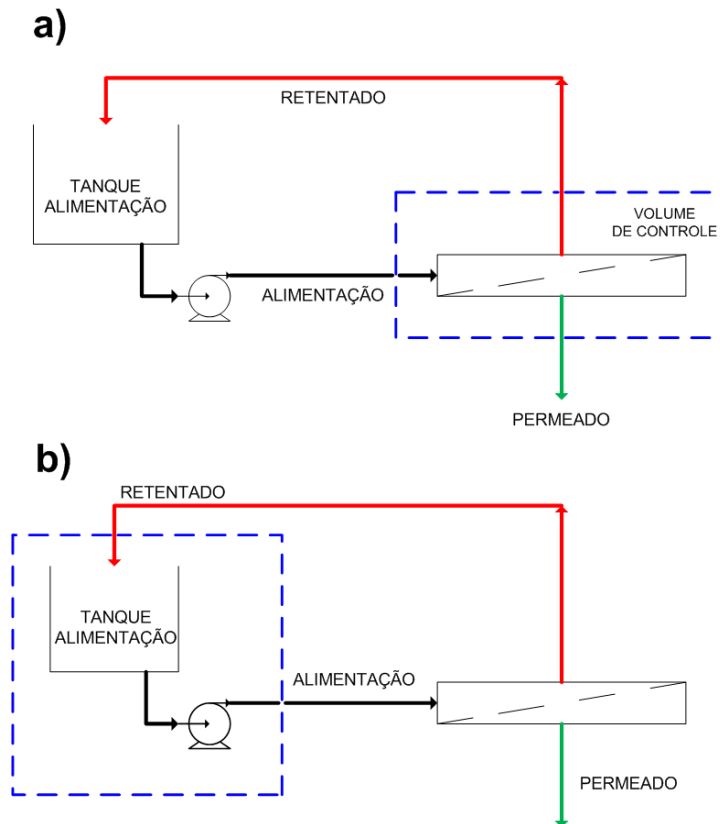 a)
RETENTADO
TANQUE
ALIMENTAÇÃO
VOLUME
DE CONTROLE
ALIMENTAÇÃO
PERMEADO
b)
RETENTADO
TANQUE
ALIMENTAÇÃO
ALIMENTAÇÃO
PERMEADO